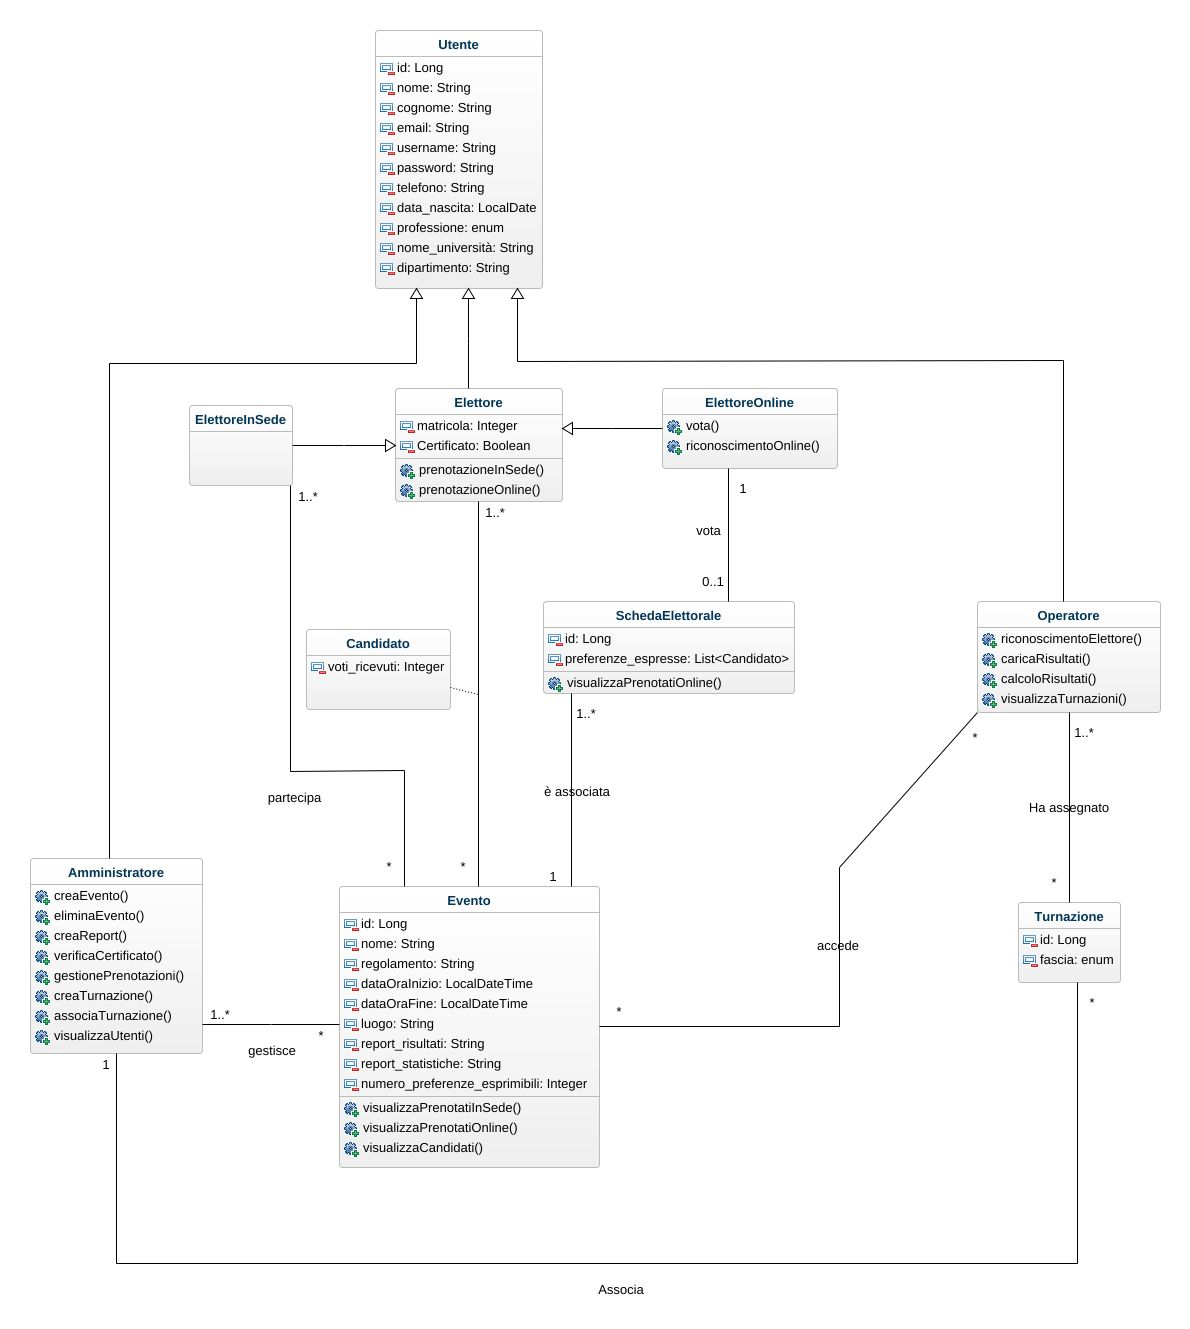 Utente
id: Long
nome: String
cognome: String
email: String
username: String
password: String
telefono: String
data_nascita: LocalDate
professione: enum
nome_università: String
dipartimento: String
ElettoreInSede
1..*
Elettore
matricola: Integer
Certificato: Boolean
prenotazioneInSede()
prenotazioneOnline()
1..*
ElettoreOnline
vota()
riconoscimentoOnline()
1
vota
0..1
Candidato
voti_ricevuti: Integer
SchedaElettorale
id: Long
preferenze_espresse: List<Candidato>
visualizzaPrenotatiOnline()
1..*
è associata
1
Operatore
riconoscimentoElettore()
caricaRisultati()
calcoloRisultati()
visualizzaTurnazioni()
*
1..*
Ha assegnato
*
partecipa
*
*
Amministratore
creaEvento()
eliminaEvento()
creaReport()
verificaCertificato()
gestionePrenotazioni()
creaTurnazione()
associaTurnazione()
visualizzaUtenti()
1..*
*
gestisce
1
Evento
id: Long
nome: String
regolamento: String
dataOraInizio: LocalDateTime
dataOraFine: LocalDateTime
luogo: String
report_risultati: String
report_statistiche: String
numero_preferenze_esprimibili: Integer
visualizzaPrenotatiInSede()
visualizzaPrenotatiOnline()
visualizzaCandidati()
*
accede
Turnazione
id: Long
fascia: enum
*
Associa